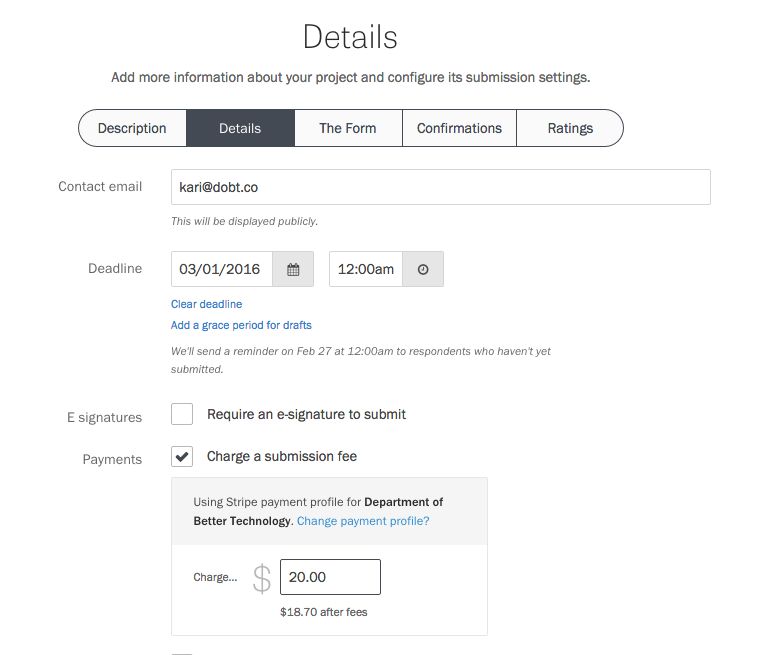 Details
Add more information about your project and configure its submission settings.
Description Details The Form Confirmations Ratings
Contact email kari@dobt.co
This will be displayed publicly.
Deadline 03/01/2016 12:00am
Clear deadline
Add a grace period for drafts
We'll send a reminder on Feb 27 at 12:00am to respondents who haven't yet
submitted.
E signatures Require an e-signature to submit
Payments Charge a submission fee
Using Stripe payment profile for Department of
Better Technology. Change payment profile?
Charge... $ 20.00
$18.70 after fees